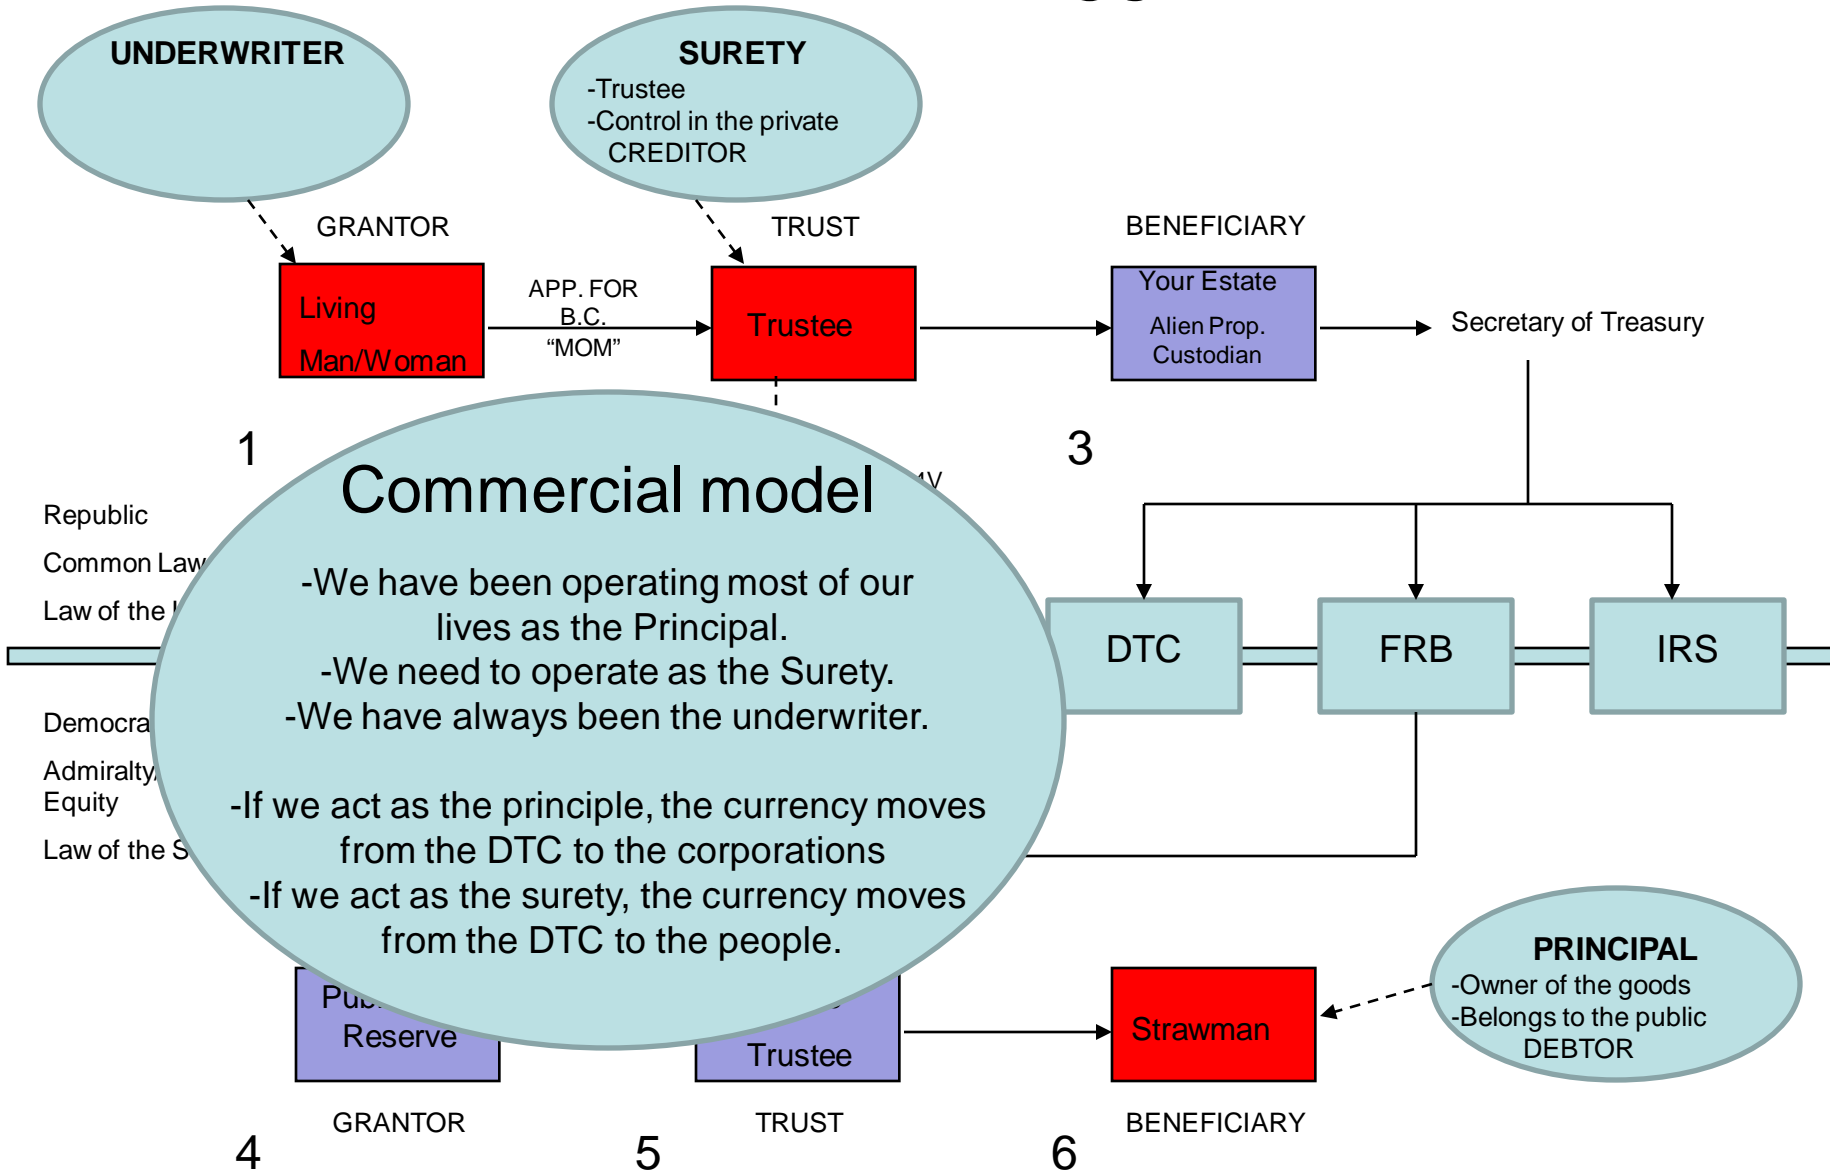 UNDERWRITER
SURETY
-Trustee
-Control in the private
CREDITOR
GRANTOR
TRUST
BENEFICIARY
Living
Man/Woman
APP. FOR
B.C.
“MOM”
Trustee
Your Estate
Alien Prop.
Custodian
Secretary of Treasury
1
3
Republic
Common Law
Law of the
Commercial model
-We have been operating most of our
lives as the Principal.
-We need to operate as the Surety.
-We have always been the underwriter.
-If we act as the principle, the currency moves
from the DTC to the corporations
-If we act as the surety, the currency moves
from the DTC to the people.
DTC
FRB
IRS
Democra
Admiralty/
Equity
Law of the S
PRINCIPAL
-Owner of the goods
-Belongs to the public
DEBTOR
Reserve
Trustee
Strawman
GRANTOR
TRUST
BENEFICIARY
4
5
6